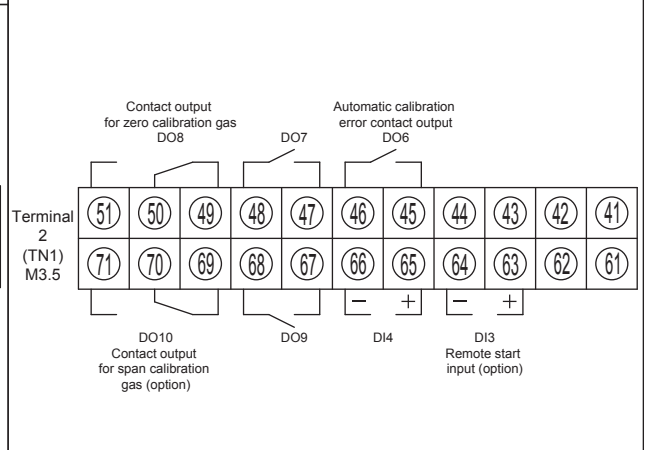 Contact output
for zero calibration gas
DO8
DO7
Automatic calibration
error contact output
DO6
Terminal
2
(TN1)
M3.5
51 50 49 48 47 46 45 44 43 42 41
71 70 69 68 67 66 65 64 63 62 61
− + − +
DO10
Contact output
for span calibration
gas (option)
DO9
DI4
DI3
Remote start
input (option)